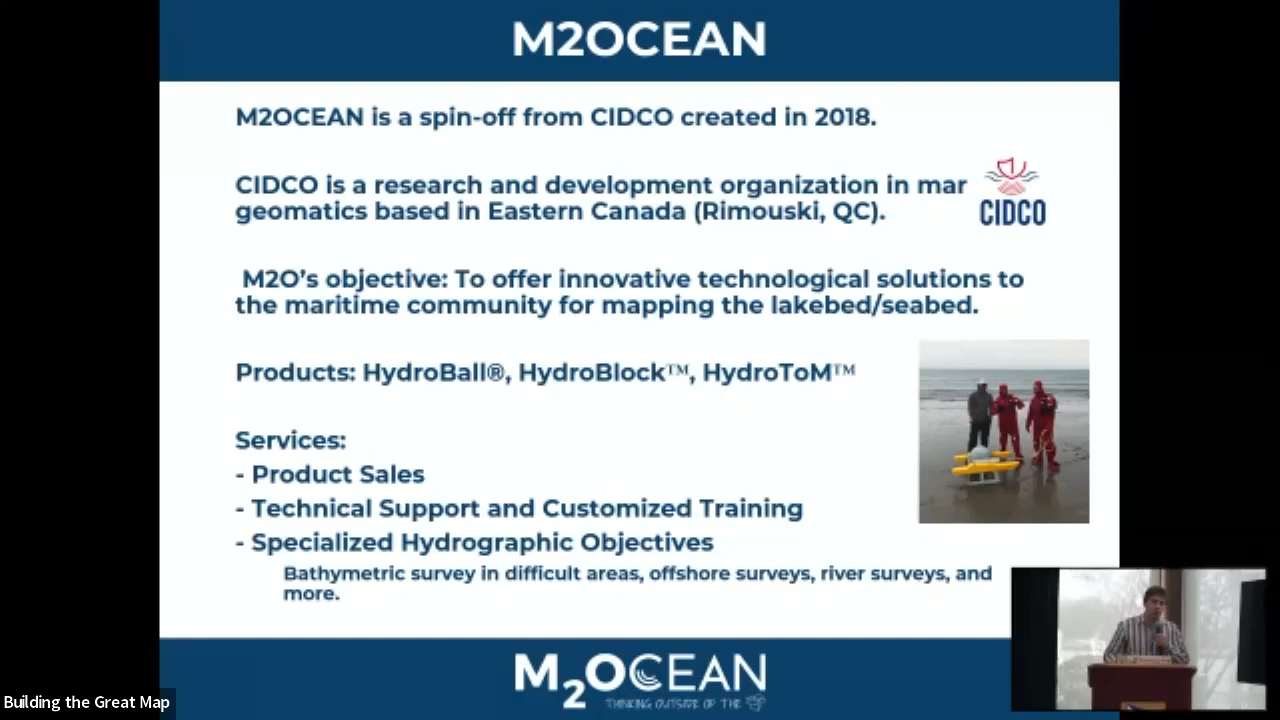 M2OCEAN
M2OCEAN is a spin-off from CIDCO created in 2018.
CIDCO is a research and development organization in mar
geomatics based in Eastern Canada (Rimouski, QC).
CIDCO
M2O's objective: To offer innovative technological solutions to
the maritime community for mapping the lakebed/seabed.
Products: HydroBall®, HydroBlock™, HydroToM™
Services:
- Product Sales
- Technical Support and Customized Training
- Specialized Hydrographic Objectives
Bathymetric survey in difficult areas, offshore surveys, river surveys, and
more.
M2OCEAN
THINKING OUTSIDE OF THE
Building the Great Map